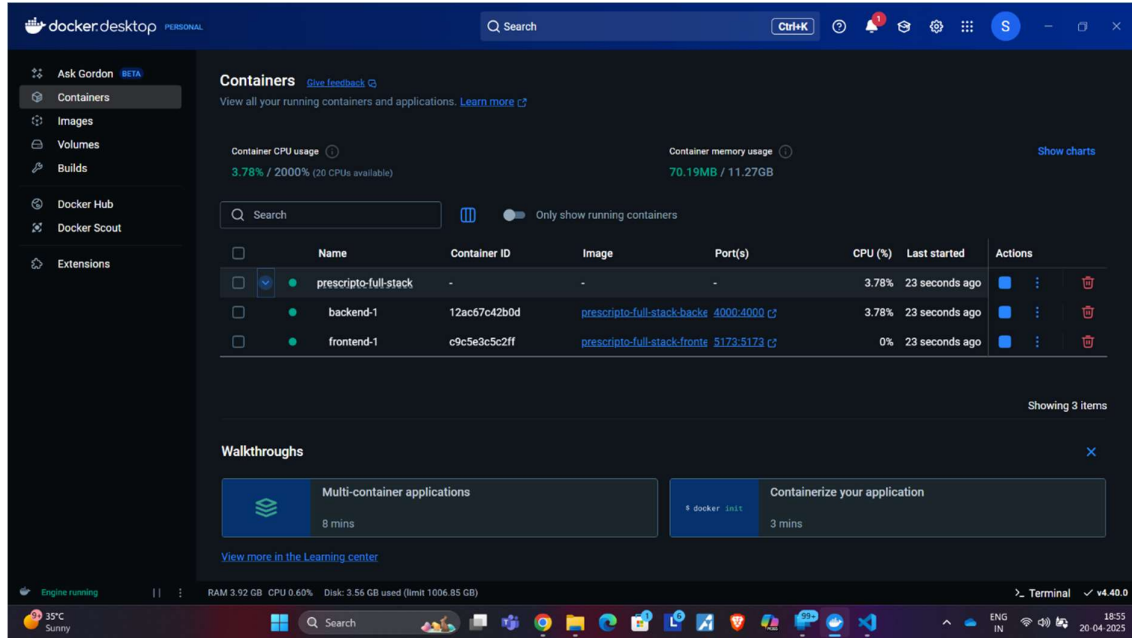 docker.desktop PERSONAL
Search
Ctrl+K
1
S
Ask Gordon BETA
Containers
Images
Volumes
Builds
Docker Hub
Docker Scout
Extensions
Containers Give feedback
View all your running containers and applications. Learn more
Container CPU usage
3.78% / 2000% (20 CPUs available)
Container memory usage
70.19MB / 11.27GB
Show charts
Search
Only show running containers
Name Container ID Image Port(s) CPU (%) Last started Actions
prescripto-full-stack - - - 3.78% 23 seconds ago
backend-1 12ac67c42b0d prescripto-full-stack-backe 4000:4000 3.78% 23 seconds ago
frontend-1 c9c5e3c5c2ff prescripto-full-stack-fronte 5173:5173 0% 23 seconds ago
Showing 3 items
Walkthroughs
Multi-container applications
8 mins
$ docker init
Containerize your application
3 mins
View more in the Learning center
Engine running
RAM 3.92 GB CPU 0.60% Disk: 3.56 GB used (limit 1006.85 GB)
>_ Terminal
v4.40.0
9+
35°C
Sunny
Search
99+
ENG
IN
18:55
20-04-2025